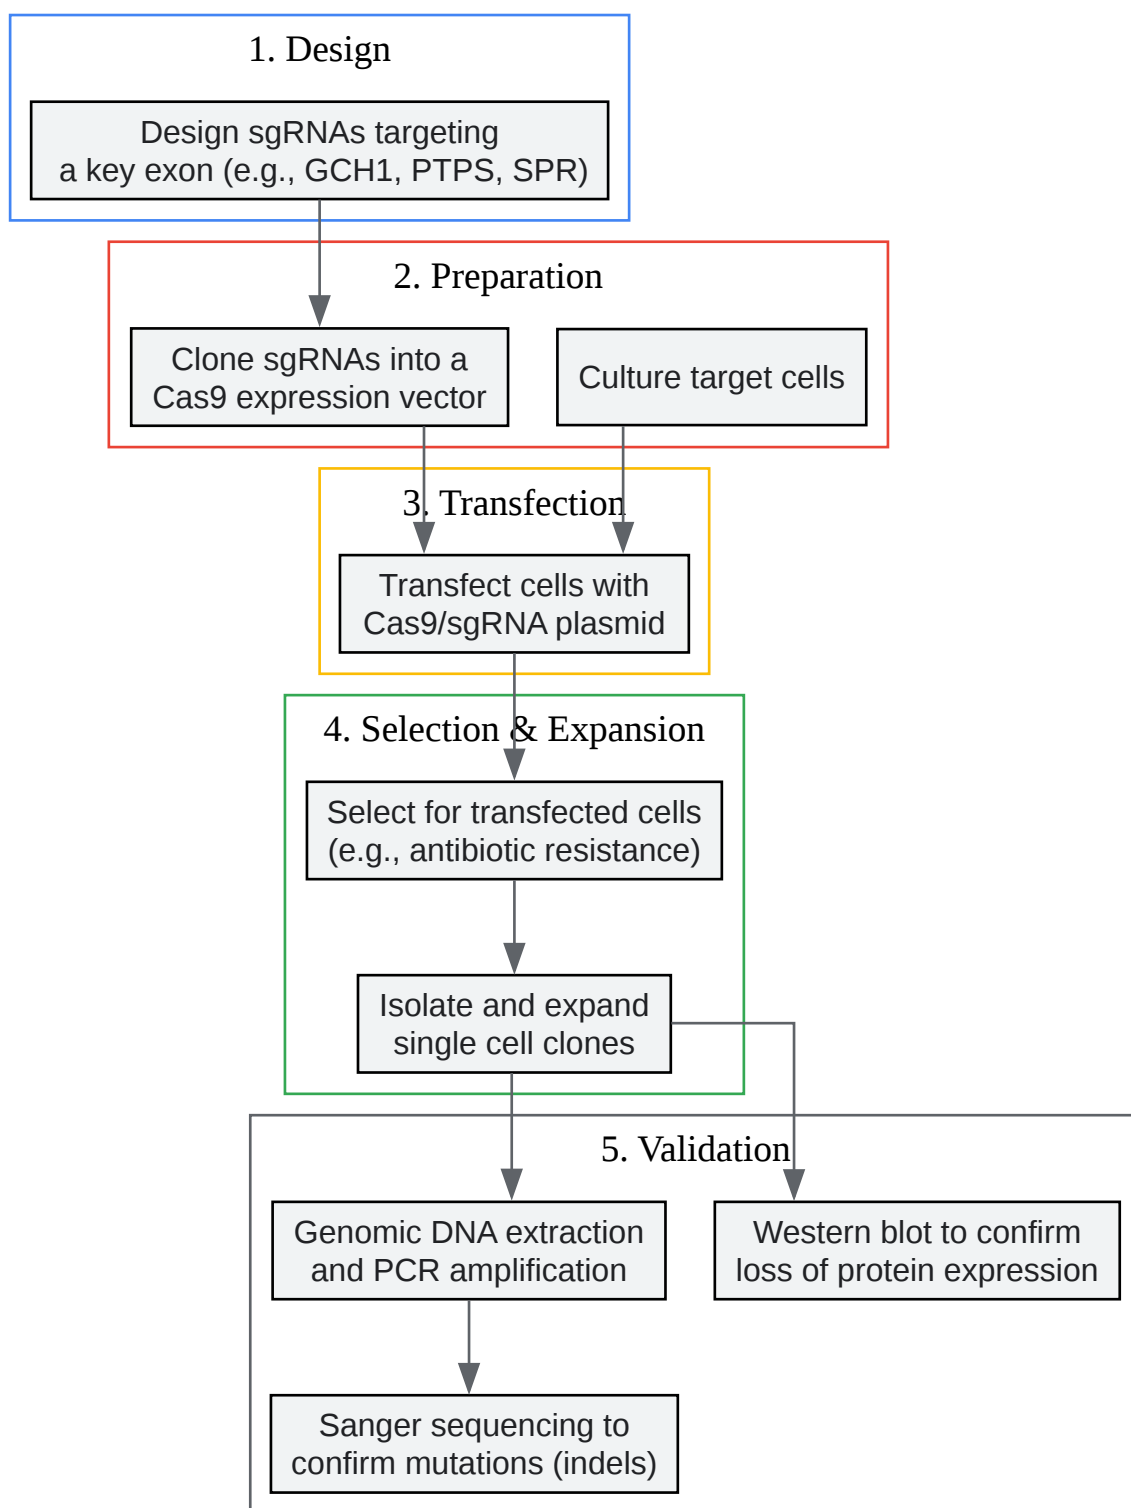 1. Design
Design sgRNAs targeting
a key exon (e.g., GCH1, PTPS, SPR)
2. Preparation
Clone sgRNAs into a
Cas9 expression vector
Culture target cells
3. Transfection
Transfect cells with
Cas9/sgRNA plasmid
4. Selection & Expansion
Select for transfected cells
(e.g., antibiotic resistance)
Isolate and expand
single cell clones
5. Validation
Genomic DNA extraction
and PCR amplification
Western blot to confirm
loss of protein expression
Sanger sequencing to
confirm mutations (indels)